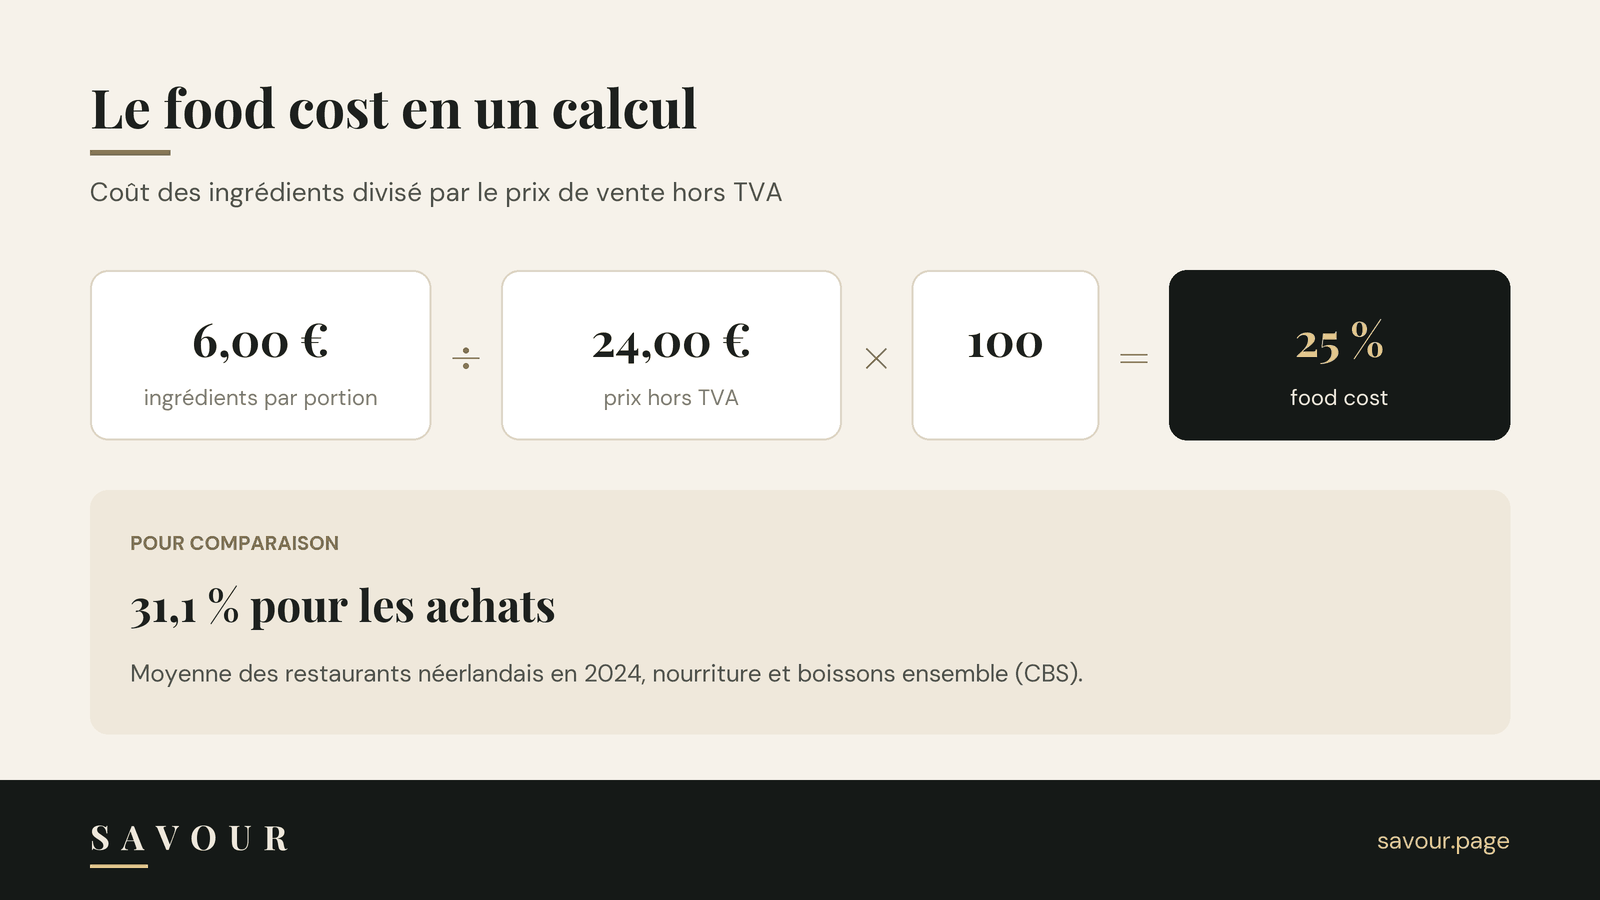 Le food cost en un calcul
Coût des ingrédients divisé par le prix de vente hors TVA
6,00 € ÷ 24,00 € × 100 = 25 %
ingrédients par portion prix hors TVA food cost
POUR COMPARAISON
31,1 % pour les achats
Moyenne des restaurants néerlandais en 2024, nourriture et boissons ensemble (CBS).
SAVOUR savour.page